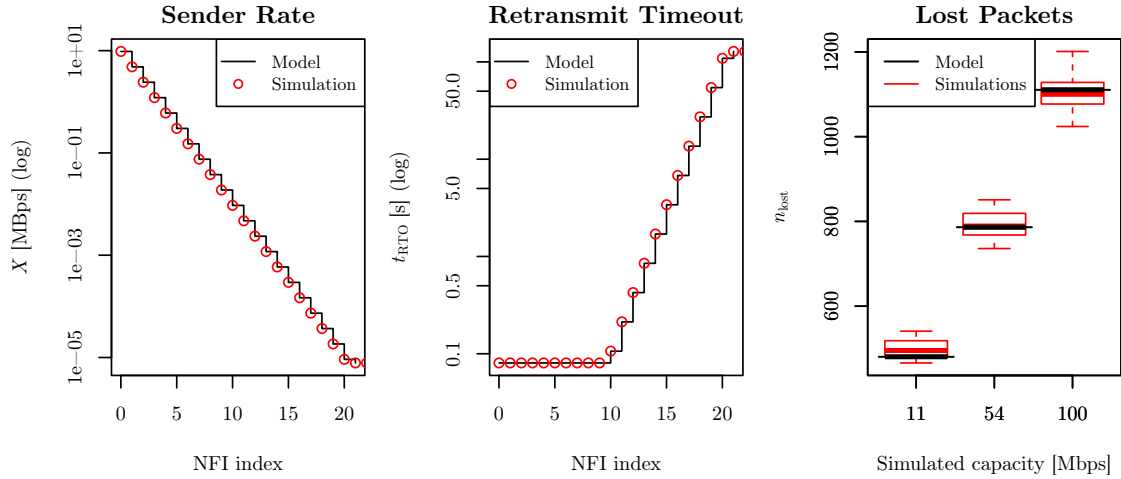 Sender Rate
X [MBps] (log)
1e+01
1e-01
1e-03
1e-05
Model
Simulation
0 5 10 15 20
NFI index
Retransmit Timeout
tRTO [s] (log)
50.0
5.0
0.5
0.1
Model
Simulation
0 5 10 15 20
NFI index
Lost Packets
nlost
1200
1000
800
600
Model
Simulations
11 54 100
Simulated capacity [Mbps]